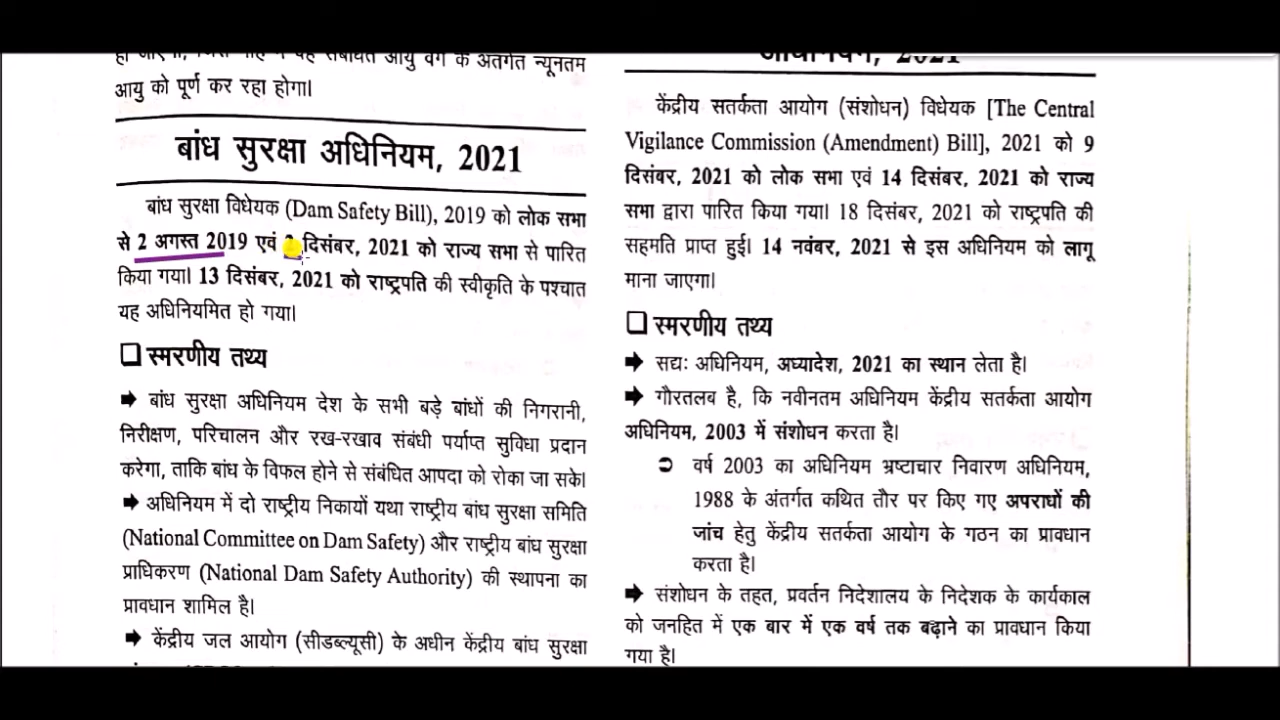 आयु को पूर्ण कर रहा होगा।
बांध सुरक्षा अधिनियम, 2021
बांध सुरक्षा विधेयक (Dam Safety Bill), 2019 को लोक सभा
से 2 अगस्त 2019 एवं दिसंबर, 2021 को राज्य सभा से पारित
किया गया। 13 दिसंबर, 2021 को राष्ट्रपति की स्वीकृति के पश्चात
यह अधिनियमित हो गया।
❑ स्मरणीय तथ्य
➡ बांध सुरक्षा अधिनियम देश के सभी बड़े बांधों की निगरानी,
निरीक्षण, परिचालन और रख-रखाव संबंधी पर्याप्त सुविधा प्रदान
करेगा, ताकि बांध के विफल होने से संबंधित आपदा को रोका जा सके।
➡ अधिनियम में दो राष्ट्रीय निकायों यथा राष्ट्रीय बांध सुरक्षा समिति
(National Committee on Dam Safety) और राष्ट्रीय बांध सुरक्षा
प्राधिकरण (National Dam Safety Authority) की स्थापना का
प्रावधान शामिल है।
➡ केंद्रीय जल आयोग (सीडब्ल्यूसी) के अधीन केंद्रीय बांध सुरक्षा
अधिनियम, 2021
केंद्रीय सतर्कता आयोग (संशोधन) विधेयक [The Central
Vigilance Commission (Amendment) Bill], 2021 को 9
दिसंबर, 2021 को लोक सभा एवं 14 दिसंबर, 2021 को राज्य
सभा द्वारा पारित किया गया। 18 दिसंबर, 2021 को राष्ट्रपति की
सहमति प्राप्त हुई। 14 नवंबर, 2021 से इस अधिनियम को लागू
माना जाएगा।
❑ स्मरणीय तथ्य
➡ सद्यः अधिनियम, अध्यादेश, 2021 का स्थान लेता है।
➡ गौरतलब है, कि नवीनतम अधिनियम केंद्रीय सतर्कता आयोग
अधिनियम, 2003 में संशोधन करता है।
➲ वर्ष 2003 का अधिनियम भ्रष्टाचार निवारण अधिनियम,
1988 के अंतर्गत कथित तौर पर किए गए अपराधों की
जांच हेतु केंद्रीय सतर्कता आयोग के गठन का प्रावधान
करता है।
➡ संशोधन के तहत, प्रवर्तन निदेशालय के निदेशक के कार्यकाल
को जनहित में एक बार में एक वर्ष तक बढ़ाने का प्रावधान किया
गया है।